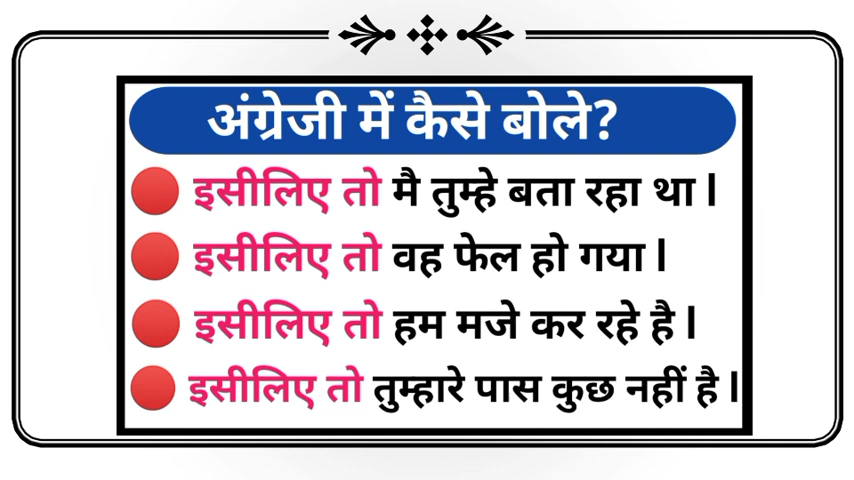 अंग्रेजी में कैसे बोले?
इसीलिए तो मै तुम्हे बता रहा था l
इसीलिए तो वह फेल हो गया l
इसीलिए तो हम मजे कर रहे है l
इसीलिए तो तुम्हारे पास कुछ नहीं है l